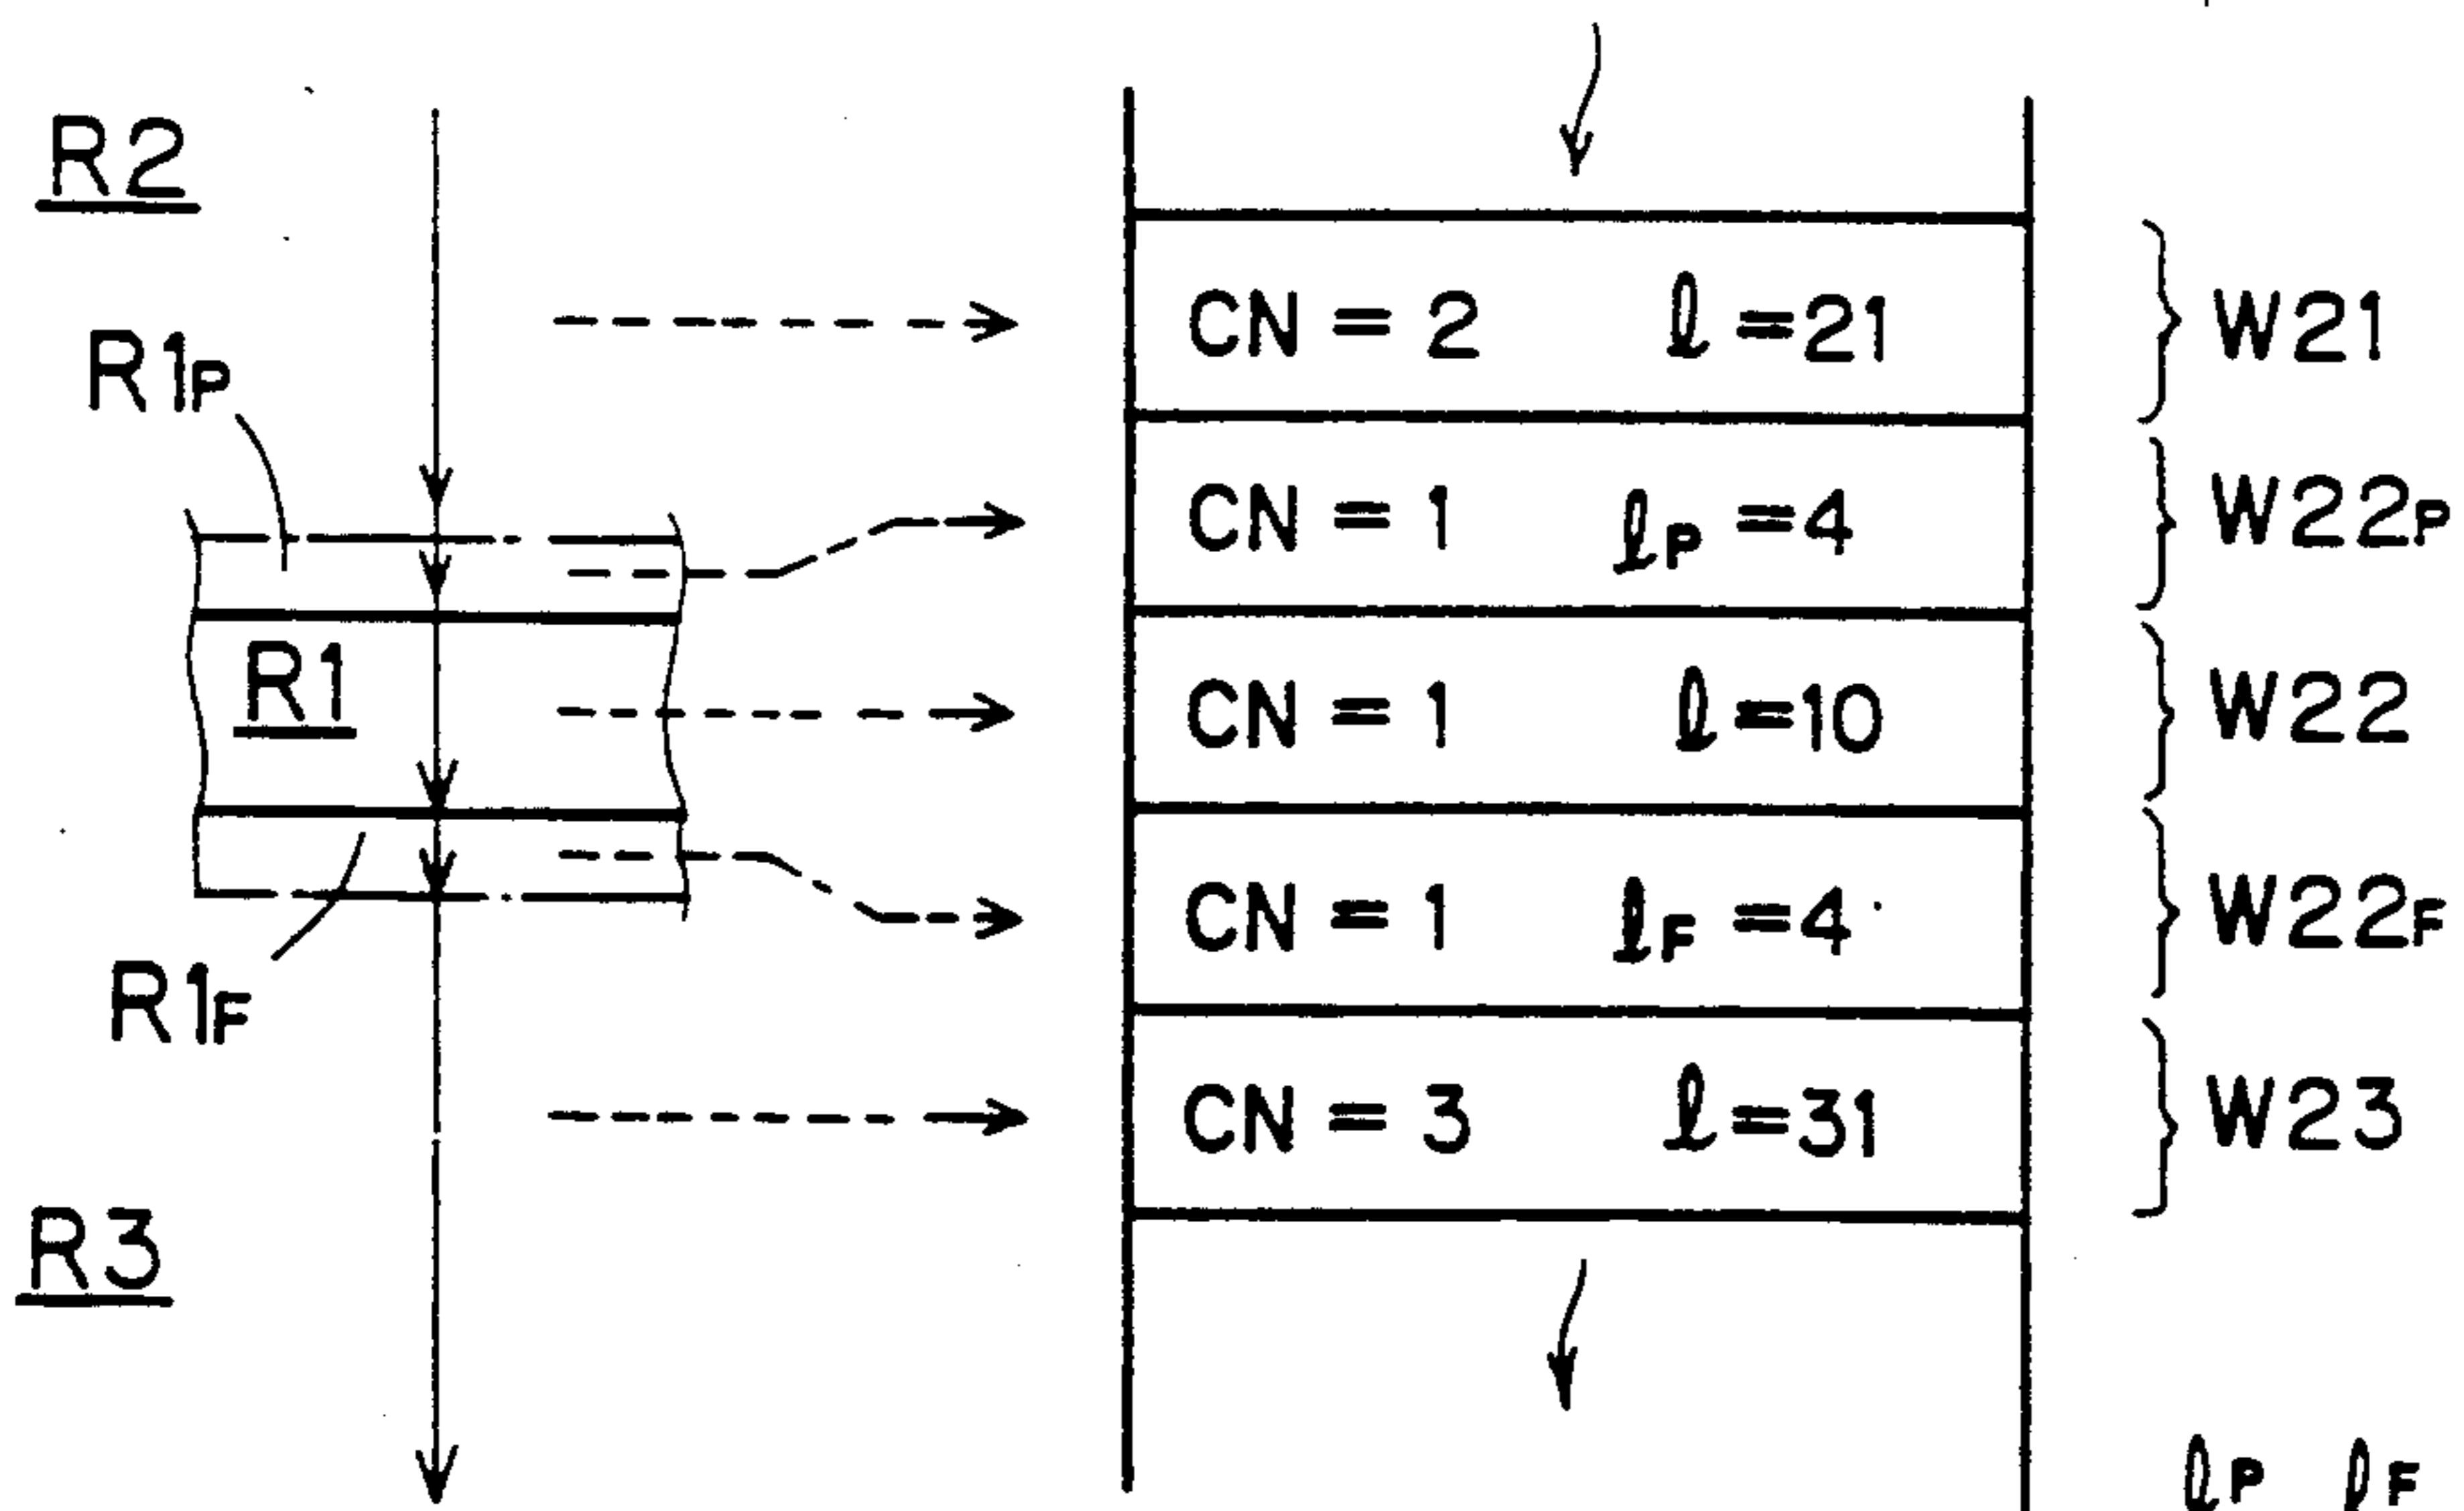 R2
CN = 2 ℓ = 21 W21
R1P
CN = 1 ℓP = 4 W22P
R1
CN = 1 ℓ = 10 W22
CN = 1 ℓF = 4 W22F
R1F
CN = 3 ℓ = 31 W23
R3
ℓP ℓF